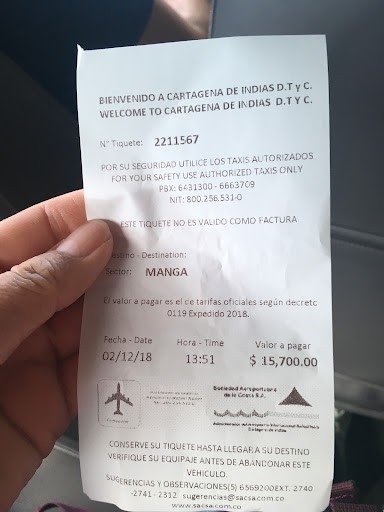 BIENVENIDO A CARTAGENA DE INDIAS D.T y C.
WELCOME TO CARTAGENA DE INDIAS D.T Y C.
N° Tiquete: 2211567
POR SU SEGURIDAD UTILICE LOS TAXIS AUTORIZADOS
FOR YOUR SAFETY USE AUTHORIZED TAXIS ONLY
PBX: 6431300 - 6663709
NIT: 800.256.531-0
ESTE TIQUETE NO ES VALIDO COMO FACTURA
Destino - Destination:
Sector: MANGA
El valor a pagar es el de tarifas oficiales según decreto
0119 Expedido 2018.
Fecha - Date Hora - Time Valor a pagar
02/12/18 13:51 $ 15,700.00
Sociedad Aeroportuaria
de la Costa S.A.
Cartagena de Indias
CONSERVE SU TIQUETE HASTA LLEGARA SU DESTINO
VERIFIQUE SU EQUIPAJE ANTES DE ABANDONAR ESTE
VEHICULO.
SUGERENCIAS Y OBSERVACIONES(5) 6569200EXT. 2740
-2741 - 2312 sugerencias@sacsa.com.co
www.sacsa.com.co